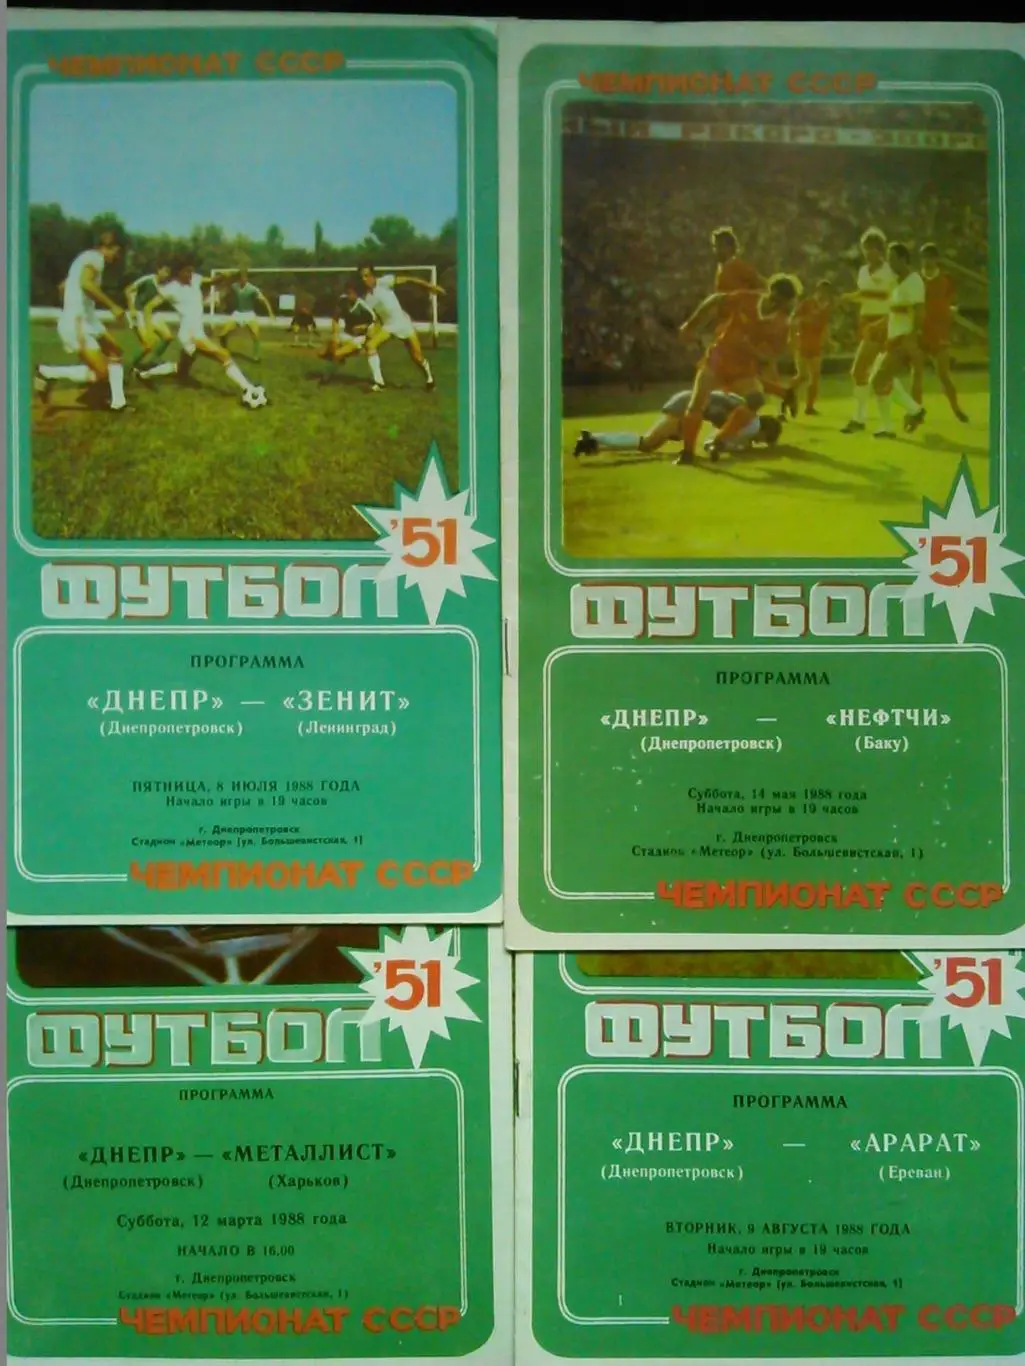 ЧЕМПИОНАТ СССР
'51
ФУТБОЛ
ПРОГРАММА
«ДНЕПР» — «ЗЕНИТ»
(Днепропетровск) (Ленинград)
ПЯТНИЦА, 8 ИЮЛЯ 1988 ГОДА
Начало игры в 19 часов
г. Днепропетровск
Стадион «Метеор» (ул. Большевистская, 1)
ЧЕМПИОНАТ СССР
ЧЕМПИОНАТ СССР
РЕКОРД
'51
ФУТБОЛ
ПРОГРАММА
«ДНЕПР» — «НЕФТЧИ»
(Днепропетровск) (Баку)
Суббота, 14 мая 1988 года
Начало игры в 19 часов
г. Днепропетровск
Стадион «Метеор» (ул. Большевистская, 1)
ЧЕМПИОНАТ СССР
'51
ФУТБОЛ
ПРОГРАММА
«ДНЕПР» — «МЕТАЛЛИСТ»
(Днепропетровск) (Харьков)
Суббота, 12 марта 1988 года
НАЧАЛО В 16.00
г. Днепропетровск
Стадион «Метеор» (ул. Большевистская, 1)
ЧЕМПИОНАТ СССР
'51
ФУТБОЛ
ПРОГРАММА
«ДНЕПР» — «АРАРАТ»
(Днепропетровск) (Ереван)
ВТОРНИК, 9 АВГУСТА 1988 ГОДА
Начало игры в 19 часов
г. Днепропетровск
Стадион «Метеор» (ул. Большевистская, 1)
ЧЕМПИОНАТ СССР